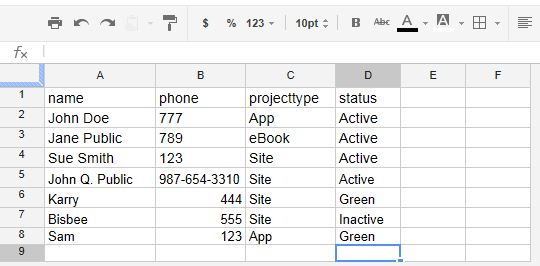 $ % 123 10pt B Abc A A
fx
A B C D E F
1 name phone projecttype status
2 John Doe 777 App Active
3 Jane Public 789 eBook Active
4 Sue Smith 123 Site Active
5 John Q. Public 987-654-3310 Site Active
6 Karry 444 Site Green
7 Bisbee 555 Site Inactive
8 Sam 123 App Green
9